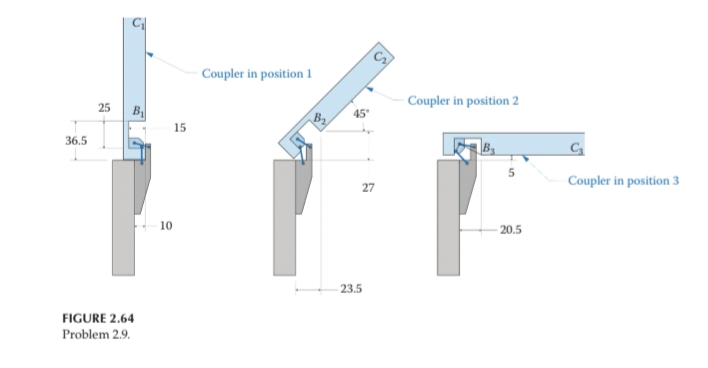 C1
Coupler in position 1
25
B1
15
36.5
10
C2
B2
45°
Coupler in position 2
27
23.5
B3
C3
5
Coupler in position 3
20.5
FIGURE 2.64
Problem 2.9.